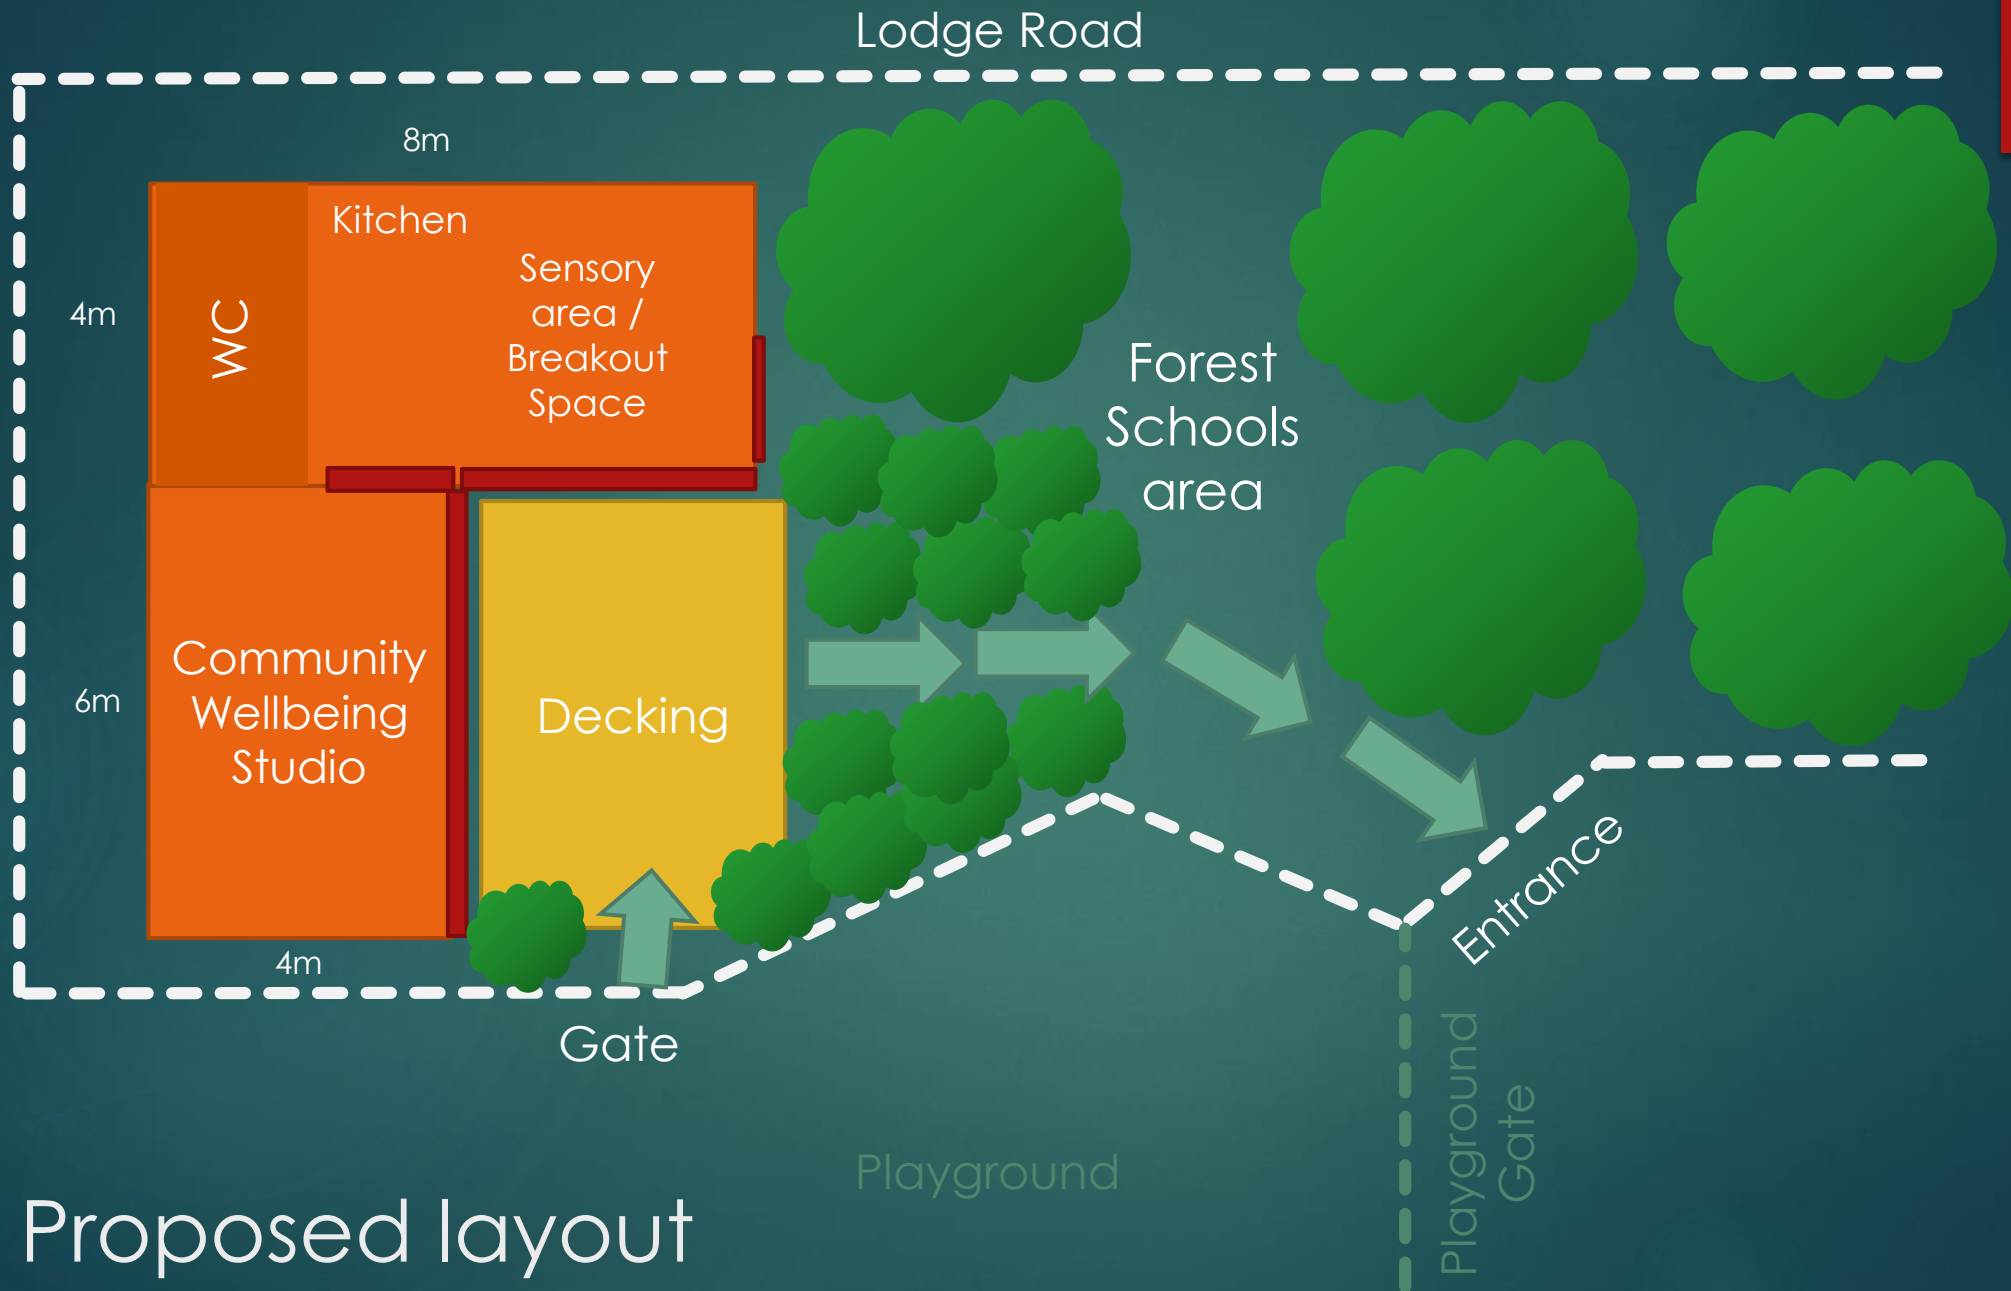 Lodge Road
8m
Kitchen
Sensory
area /
Breakout
Space
WC
4m
Forest
Schools
area
Community
Wellbeing
Studio
6m
Decking
4m
Entrance
Gate
Playground
Playground
Gate
Proposed layout